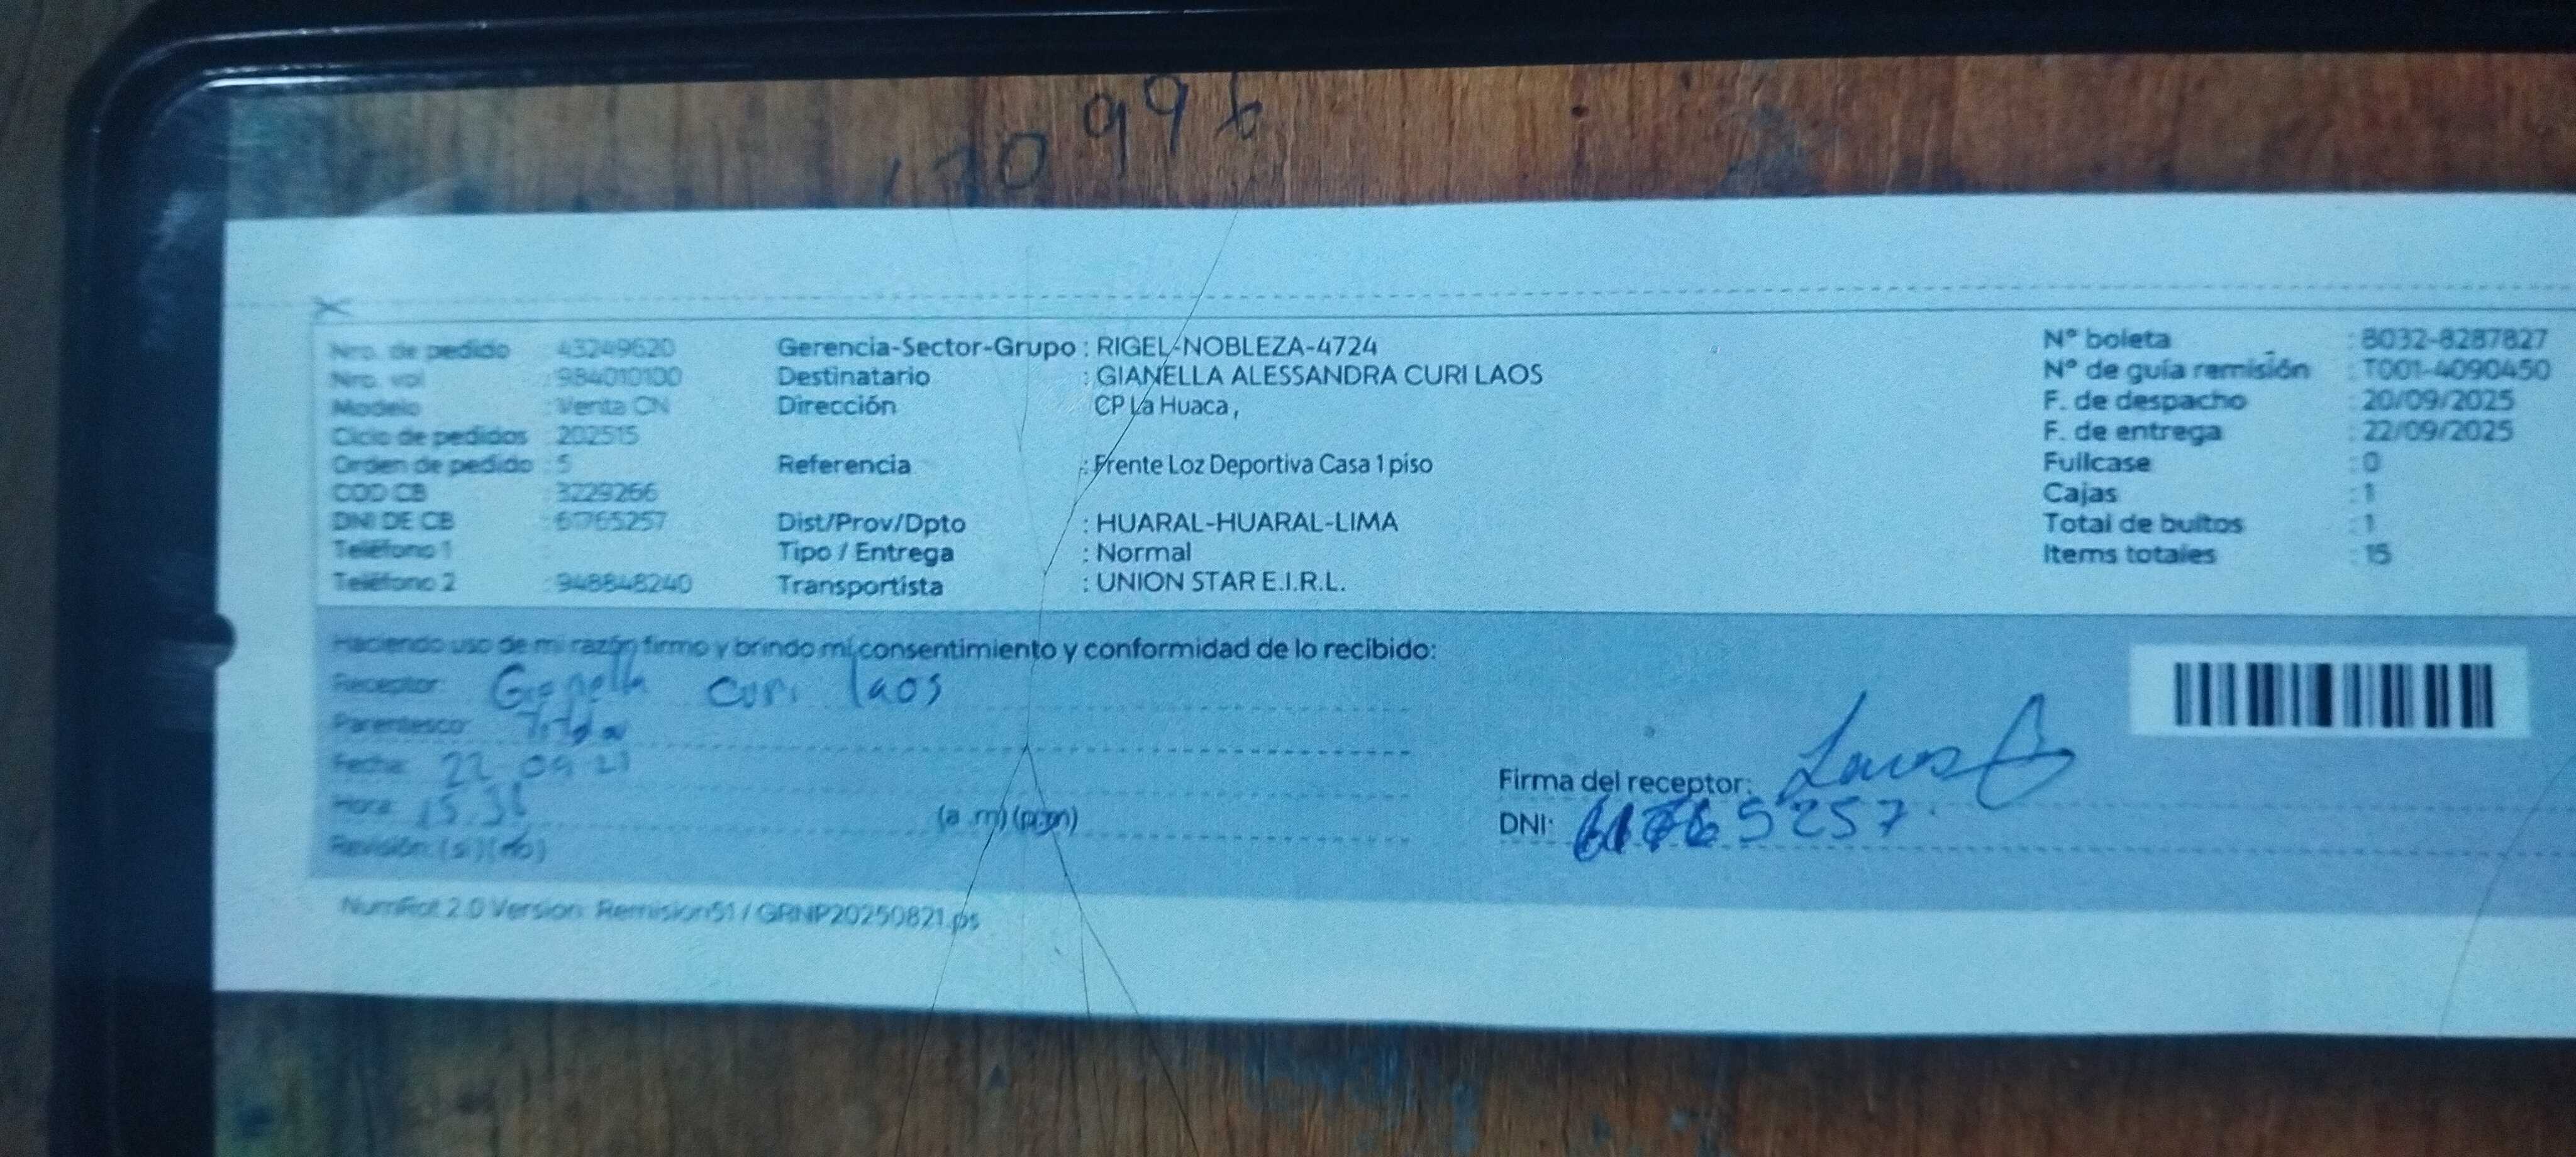 996
Nro. de pedido : 43249620
Nro. vol : 984010100
Modelo : Venta CN
Ciclo de pedidos : 202515
Orden de pedido : 5
COD CB : 3229266
DNI DE CB : 61765257
Teléfono 1
Teléfono 2 : 948848240
Gerencia-Sector-Grupo : RIGEL-NOBLEZA-4724
Destinatario : GIANELLA ALESSANDRA CURI LAOS
Dirección CP La Huaca,
Referencia : Frente Loz Deportiva Casa 1 piso
Dist/Prov/Dpto : HUARAL-HUARAL-LIMA
Tipo / Entrega : Normal
Transportista : UNION STAR E.I.R.L.
N° boleta : B032-8287827
N° de guía remisión : T001-4090450
F. de despacho : 20/09/2025
F. de entrega : 22/09/2025
Fullcase : 0
Cajas : 1
Total de bultos : 1
Items totales : 15
Haciendo uso de mi razón firmo y brindo mi consentimiento y conformidad de lo recibido:
Receptor: Gianella curi laos
Parentesco:
Fecha: 22 09
Hora: 15:3
(a .m) (p.m)
Revisión: (si) (no)
Firma del receptor: Laos
DNI: 61765257
NumRot 2.0 Version: Remision51 / GRNP20250821.ps